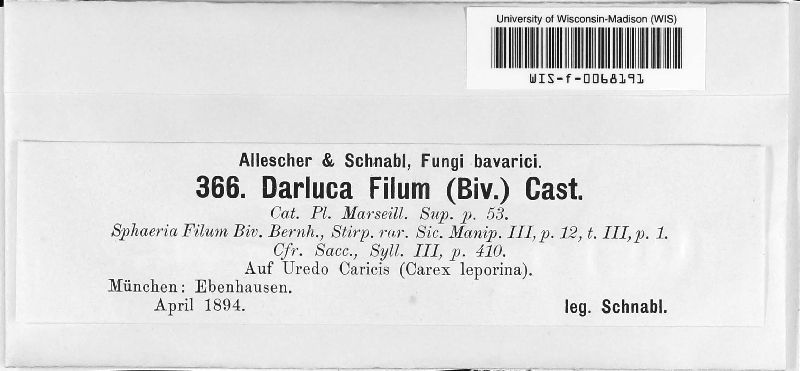 University of Wisconsin-Madison (WIS)
WIS-f-0068191
Allescher & Schnabl, Fungi bavarici.
366. Darluca Filum (Biv.) Cast.
Cat. Pl. Marseill. Sup. p. 53.
Sphaeria Filum Biv. Bernh., Stirp. rar. Sic. Manip. III, p. 12, t. III, p. 1.
Cfr. Sacc., Syll. III, p. 410.
Auf Uredo Caricis (Carex leporina).
München: Ebenhausen.
April 1894.
leg. Schnabl.